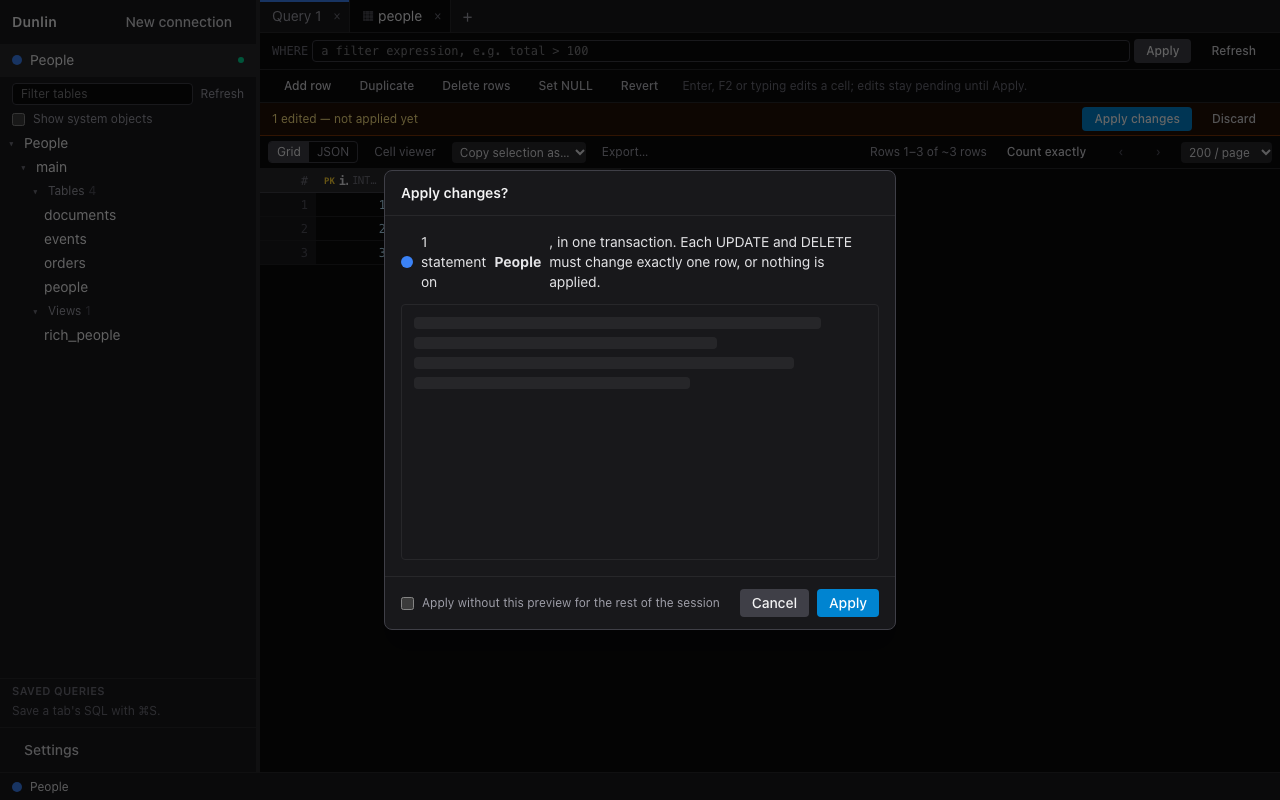 Dunlin
New connection
Query 1 ×
people ×
+
People
WHERE a filter expression, e.g. total > 100
Apply
Refresh
Filter tables
Refresh
Add row
Duplicate
Delete rows
Set NULL
Revert
Enter, F2 or typing edits a cell; edits stay pending until Apply.
Show system objects
1 edited — not applied yet
Apply changes
Discard
People
main
Tables 4
documents
events
orders
people
Views 1
rich_people
Grid
JSON
Cell viewer
Copy selection as...
Export...
Rows 1–3 of ~3 rows
Count exactly
‹
›
200 / page
# PK i. INT...
1 1
2 2
3 3
Apply changes?
1 statement on People, in one transaction. Each UPDATE and DELETE must change exactly one row, or nothing is applied.
Apply without this preview for the rest of the session
Cancel
Apply
SAVED QUERIES
Save a tab's SQL with ⌘S.
Settings
People